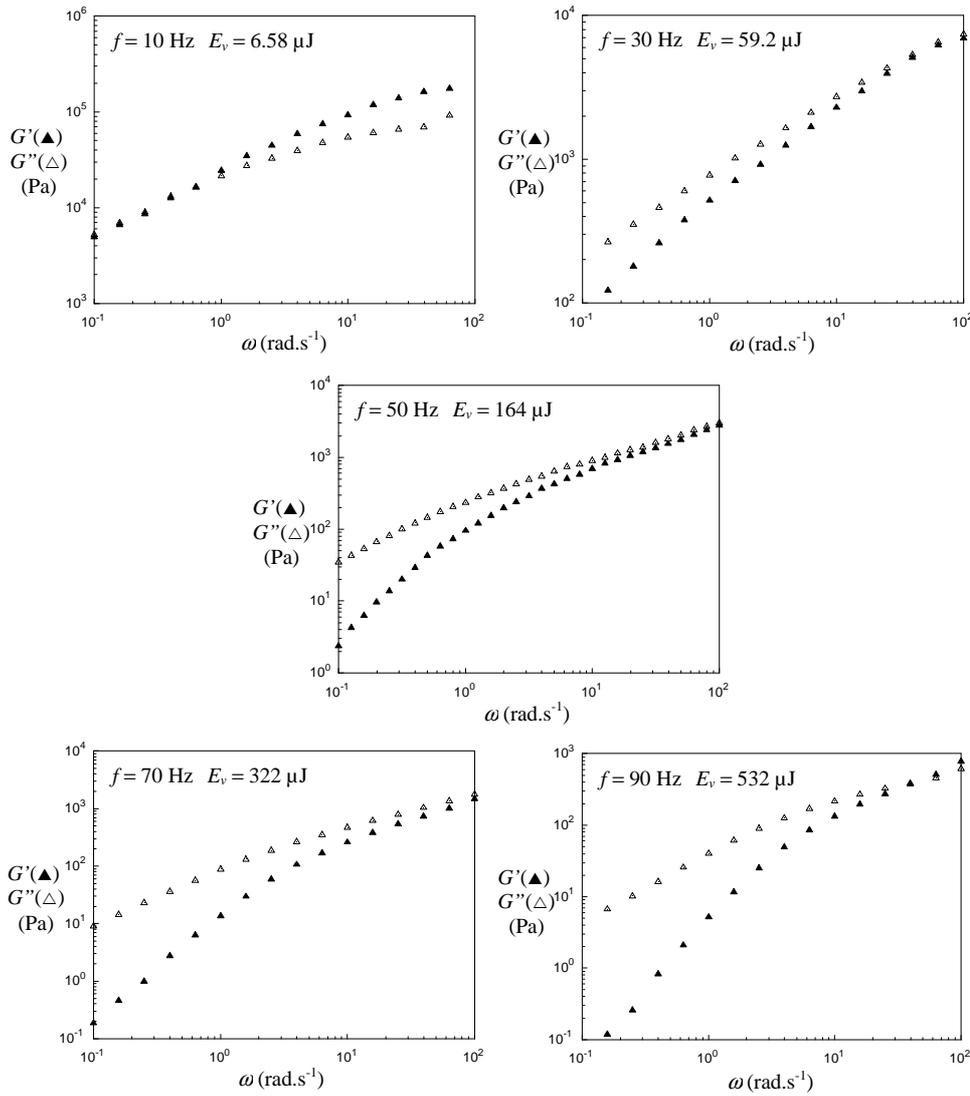 f = 10 Hz E_v = 6.58 µJ
10⁶
10⁵
10⁴
10³
G'(▲)
G''(△)
(Pa)
10⁻¹ 10⁰ 10¹ 10²
ω (rad.s⁻¹)
f = 30 Hz E_v = 59.2 µJ
10⁴
10³
10²
G'(▲)
G''(△)
(Pa)
10⁻¹ 10⁰ 10¹ 10²
ω (rad.s⁻¹)
f = 50 Hz E_v = 164 µJ
10⁴
10³
10²
10¹
10⁰
G'(▲)
G''(△)
(Pa)
10⁻¹ 10⁰ 10¹ 10²
ω (rad.s⁻¹)
f = 70 Hz E_v = 322 µJ
10⁴
10³
10²
10¹
10⁰
10⁻¹
G'(▲)
G''(△)
(Pa)
10⁻¹ 10⁰ 10¹ 10²
ω (rad.s⁻¹)
f = 90 Hz E_v = 532 µJ
10³
10²
10¹
10⁰
10⁻¹
G'(▲)
G''(△)
(Pa)
10⁻¹ 10⁰ 10¹ 10²
ω (rad.s⁻¹)